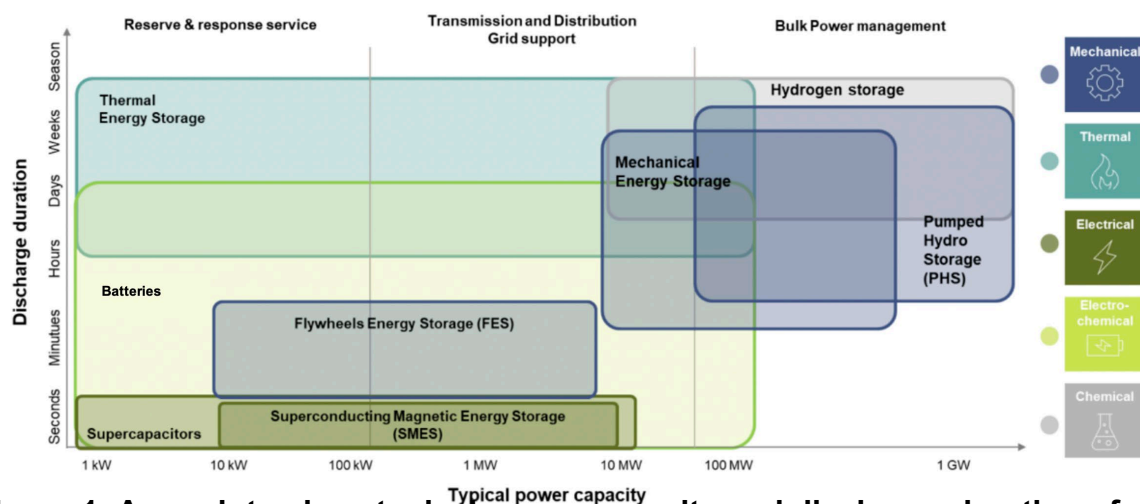 Reserve & response service
Transmission and Distribution
Grid support
Bulk Power management
Discharge duration
Season
Weeks
Days
Hours
Minutues
Seconds
Thermal
Energy Storage
Hydrogen storage
Mechanical
Energy Storage
Pumped
Hydro
Storage
(PHS)
Batteries
Flywheels Energy Storage (FES)
Superconducting Magnetic Energy Storage
(SMES)
Supercapacitors
1 kW
10 kW
100 kW
1 MW
10 MW
100 MW
1 GW
Typical power capacity
Mechanical
Thermal
Electrical
Electro-
chemical
Chemical